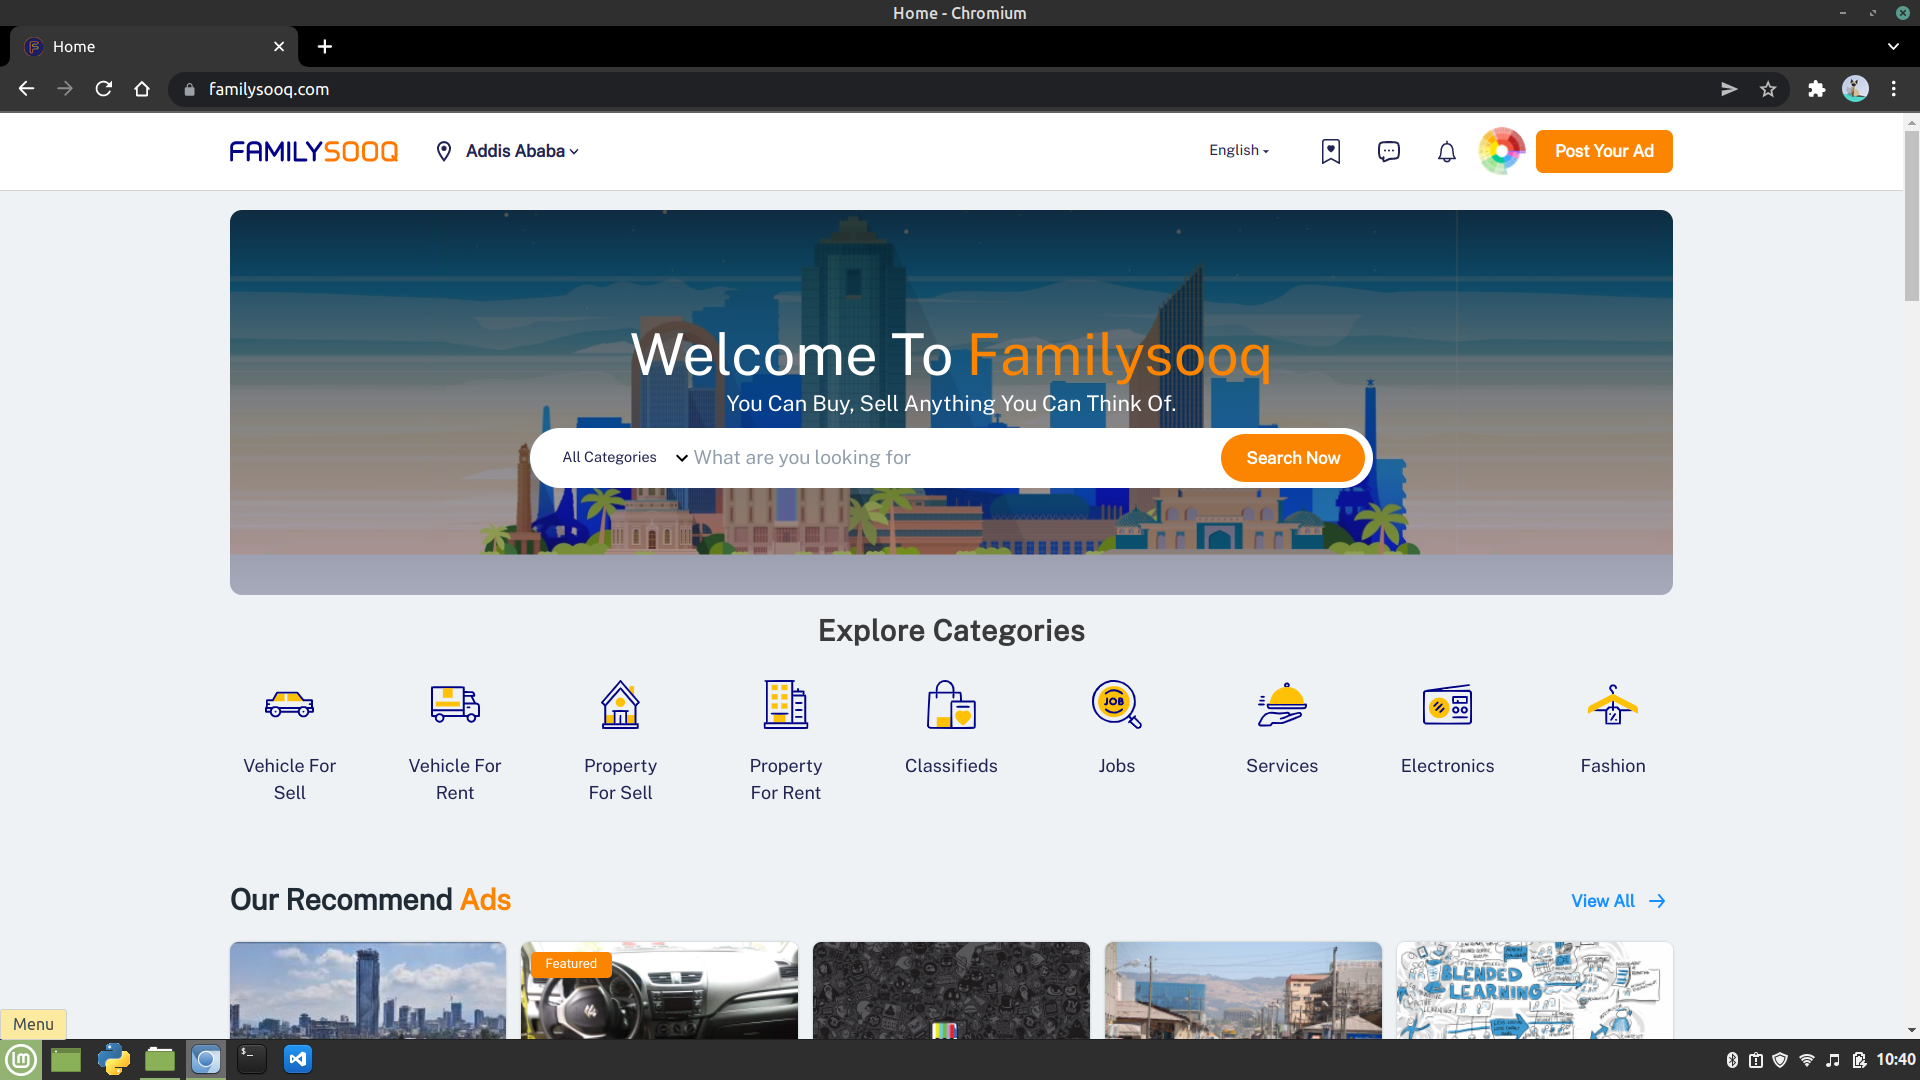 Home - Chromium
Home
familysooq.com
FAMILYSOOQ
Addis Ababa
English
Post Your Ad
Welcome To Familysooq
You Can Buy, Sell Anything You Can Think Of.
All Categories
What are you looking for
Search Now
Explore Categories
JOB
Vehicle For
Sell
Vehicle For
Rent
Property
For Sell
Property
For Rent
Classifieds
Jobs
Services
Electronics
Fashion
Our Recommend Ads
View All
Featured
BLENDED
LEARNING
Menu
10:40